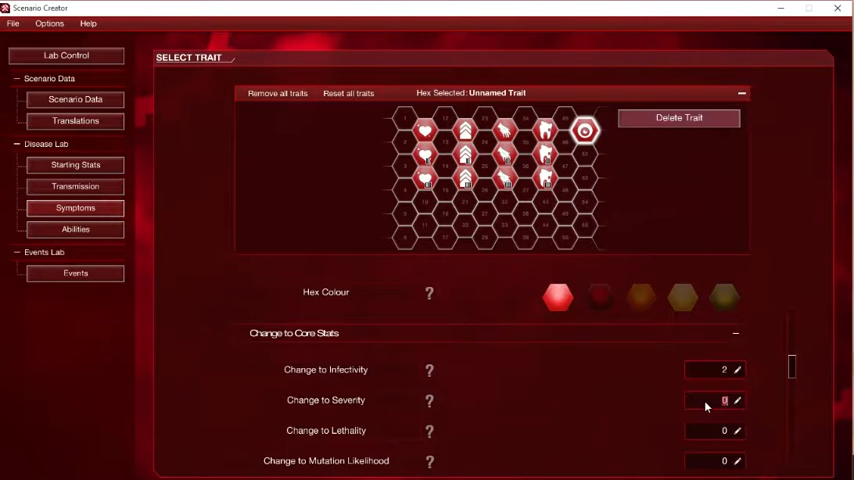 Scenario Creator
File Options Help
Lab Control
Scenario Data
Scenario Data
Translations
Disease Lab
Starting Stats
Transmission
Symptoms
Abilities
Events Lab
Events
SELECT TRAIT
Remove all traits Reset all traits Hex Selected: Unnamed Trait
Delete Trait
Hex Colour ?
Change to Core Stats
Change to Infectivity ? 2
Change to Severity ? 0
Change to Lethality ? 0
Change to Mutation Likelihood ? 0